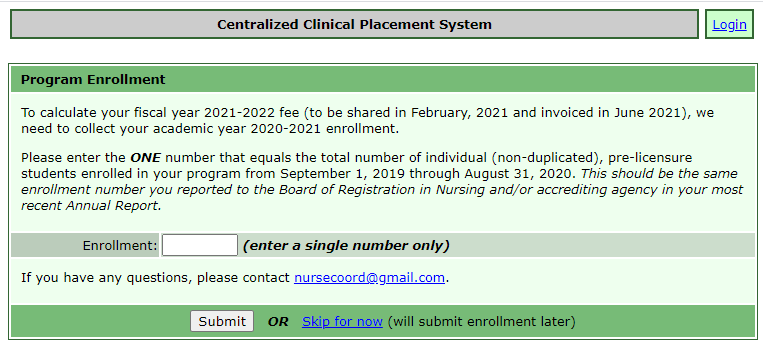 Centralized Clinical Placement System
Login
Program Enrollment
To calculate your fiscal year 2021-2022 fee (to be shared in February, 2021 and invoiced in June 2021), we
need to collect your academic year 2020-2021 enrollment.
Please enter the ONE number that equals the total number of individual (non-duplicated), pre-licensure
students enrolled in your program from September 1, 2019 through August 31, 2020. This should be the same
enrollment number you reported to the Board of Registration in Nursing and/or accrediting agency in your most
recent Annual Report.
Enrollment: (enter a single number only)
If you have any questions, please contact nursecoord@gmail.com.
Submit OR Skip for now (will submit enrollment later)